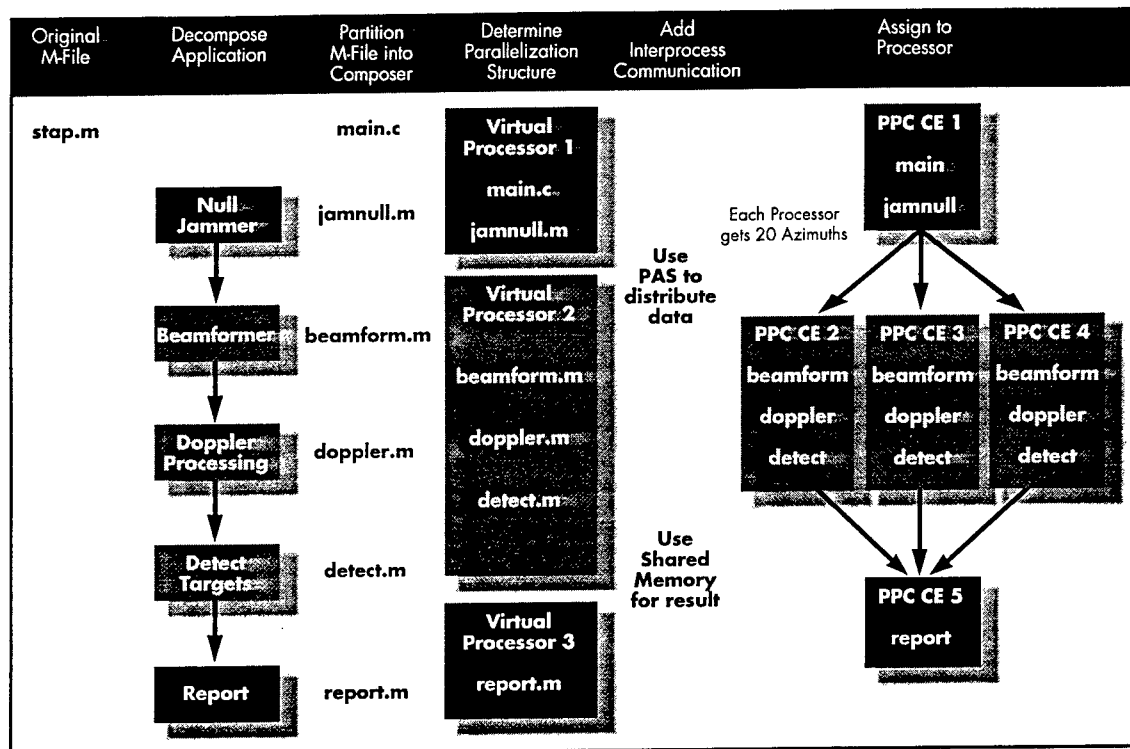 Original
M-File
Decompose
Application
Partition
M-File into
Composer
Determine
Parallelization
Structure
Add
Interprocess
Communication
Assign to
Processor
stap.m
Null
Jammer
Beamformer
Doppler
Processing
Detect
Targets
Report
main.c
jamnull.m
beamform.m
doppler.m
detect.m
report.m
Virtual
Processor 1
main.c
jamnull.m
Virtual
Processor 2
beamform.m
doppler.m
detect.m
Virtual
Processor 3
report.m
Use
PAS to
distribute
data
Use
Shared
Memory
for result
Each Processor
gets 20 Azimuths
PPC CE 1
main
jamnull
PPC CE 2
beamform
doppler
detect
PPC CE 3
beamform
doppler
detect
PPC CE 4
beamform
doppler
detect
PPC CE 5
report